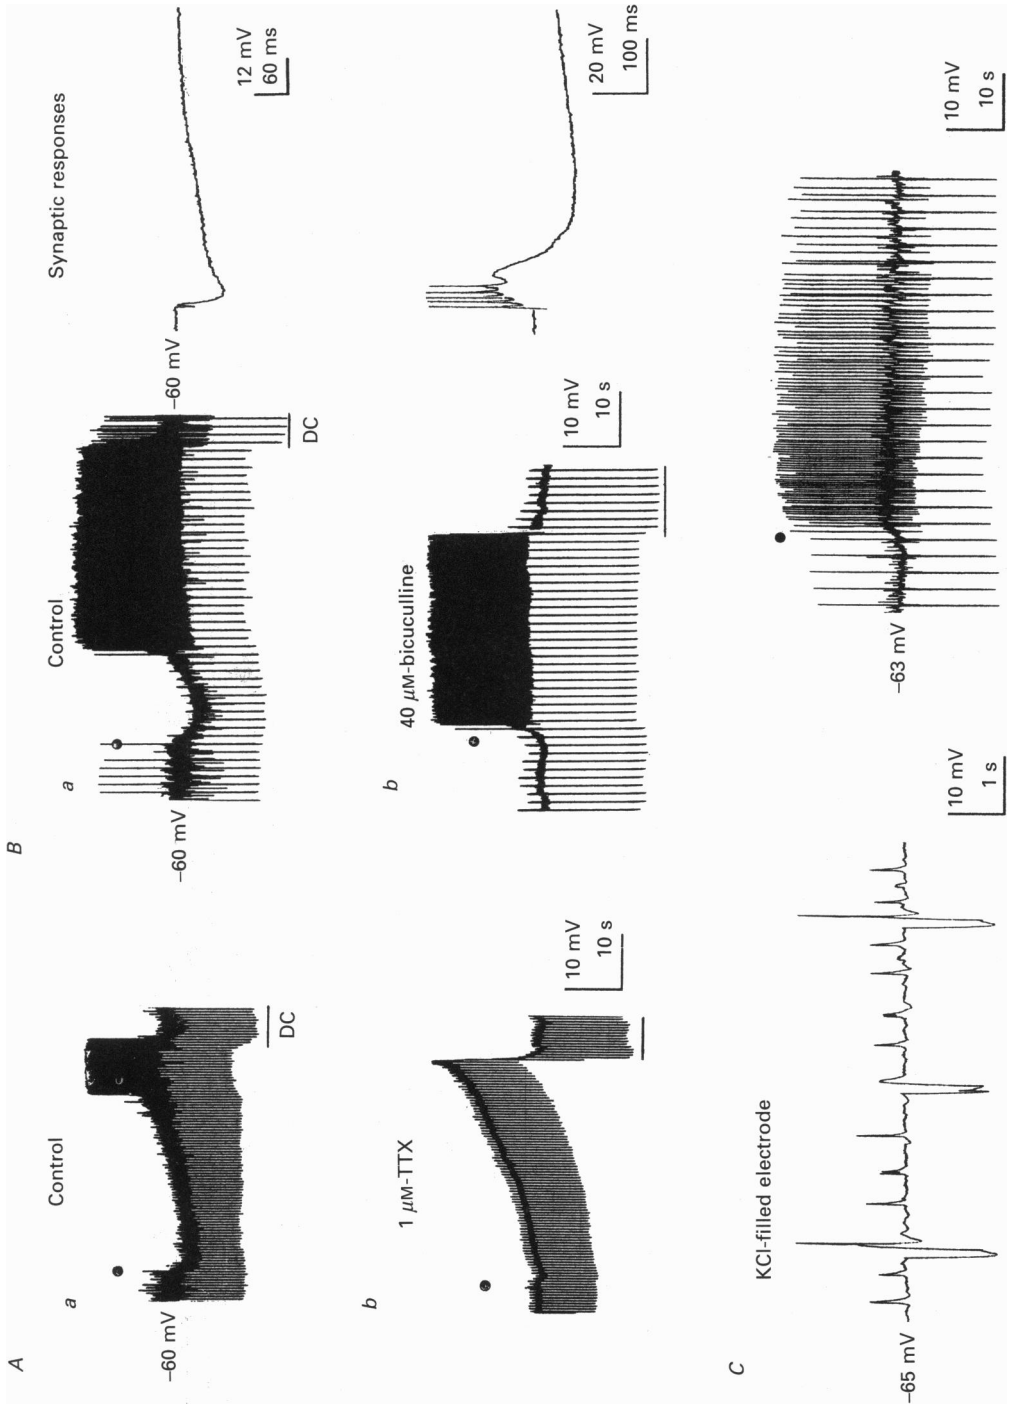 A
a
Control
–60 mV
DC
b
1 μM-TTX
10 mV
10 s
B
a
Control
–60 mV
DC
–60 mV
Synaptic responses
12 mV
60 ms
b
40 μM-bicuculline
10 mV
10 s
20 mV
100 ms
C
KCl-filled electrode
–65 mV
10 mV
1 s
–63 mV
10 mV
10 s